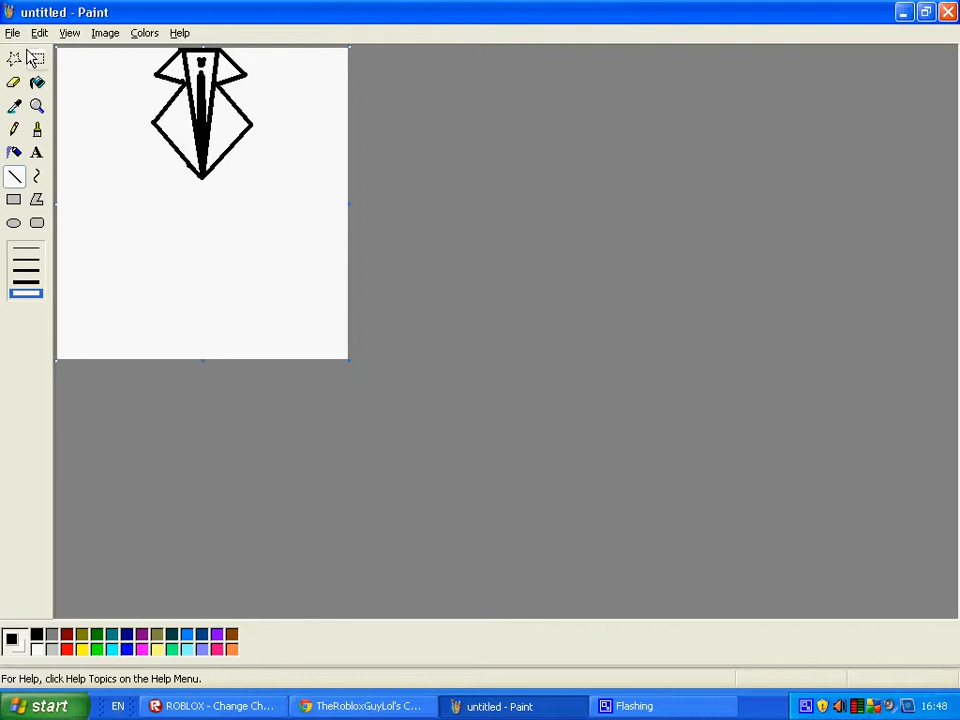 untitled - Paint
File Edit View Image Colors Help
A
For Help, click Help Topics on the Help Menu.
start EN ROBLOX - Change Ch... TheRobloxGuyLol's C... untitled - Paint Flashing 16:48